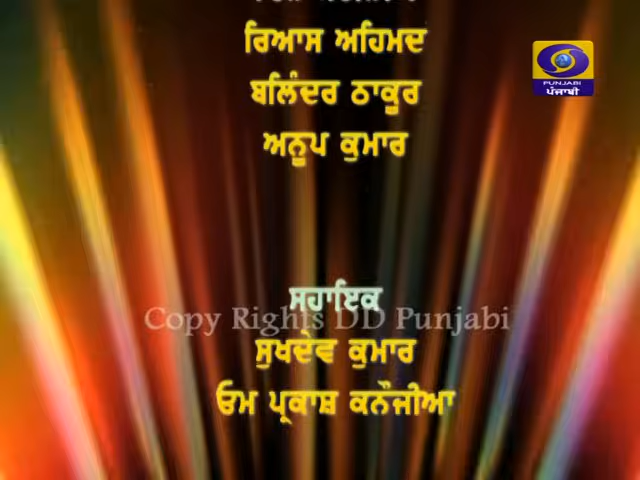 ਰਿਆਸ ਅਹਿਮਦ
PUNJABI
ਪੰਜਾਬੀ
ਬਲਿੰਦਰ ਠਾਕੂਰ
ਅਨੂਪ ਕੁਮਾਰ
ਸਹਾਇਕ
Copy Rights DD Punjabi
ਸੁਖਦੇਵ ਕੁਮਾਰ
ਓਮ ਪ੍ਰਕਾਸ਼ ਕਨੌਜੀਆ